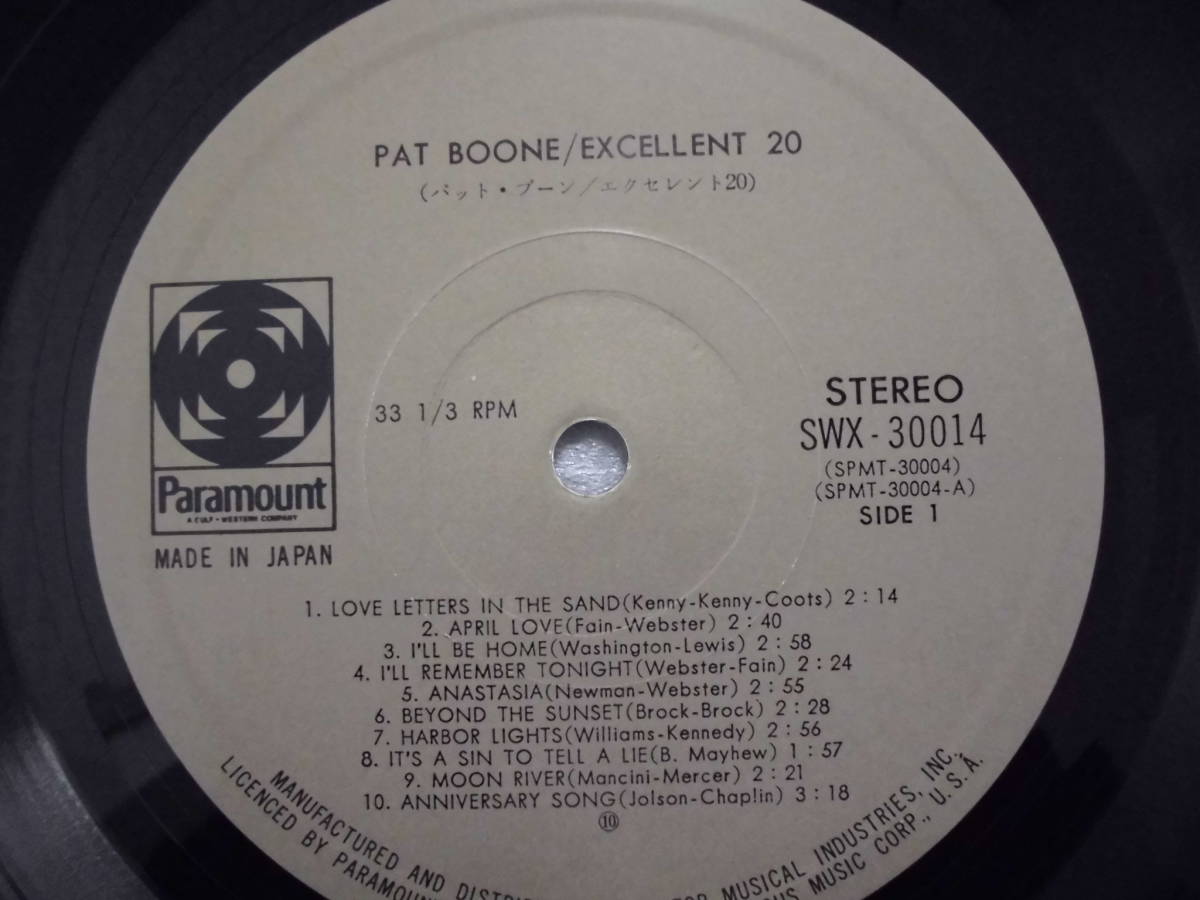 PAT BOONE/EXCELLENT 20
(パット・ブーン/エクセレント20)
33 1/3 RPM
STEREO
SWX-30014
(SPMT-30004)
(SPMT-30004-A)
SIDE 1
Paramount
A GULF+WESTERN COMPANY
MADE IN JAPAN
1. LOVE LETTERS IN THE SAND(Kenny-Kenny-Coots) 2:14
2. APRIL LOVE(Fain-Webster) 2:40
3. I'LL BE HOME(Washington-Lewis) 2:58
4. I'LL REMEMBER TONIGHT(Webster-Fain) 2:24
5. ANASTASIA(Newman-Webster) 2:55
6. BEYOND THE SUNSET(Brock-Brock) 2:28
7. HARBOR LIGHTS(Williams-Kennedy) 2:56
8. IT'S A SIN TO TELL A LIE(B. Mayhew) 1:57
9. MOON RIVER(Mancini-Mercer) 2:21
10. ANNIVERSARY SONG(Jolson-Chaplin) 3:18
⑩
MANUFACTURED AND MUSICAL INDUSTRIES, INC.,
LICENCED BY MUSIC CORP., U.S.A.